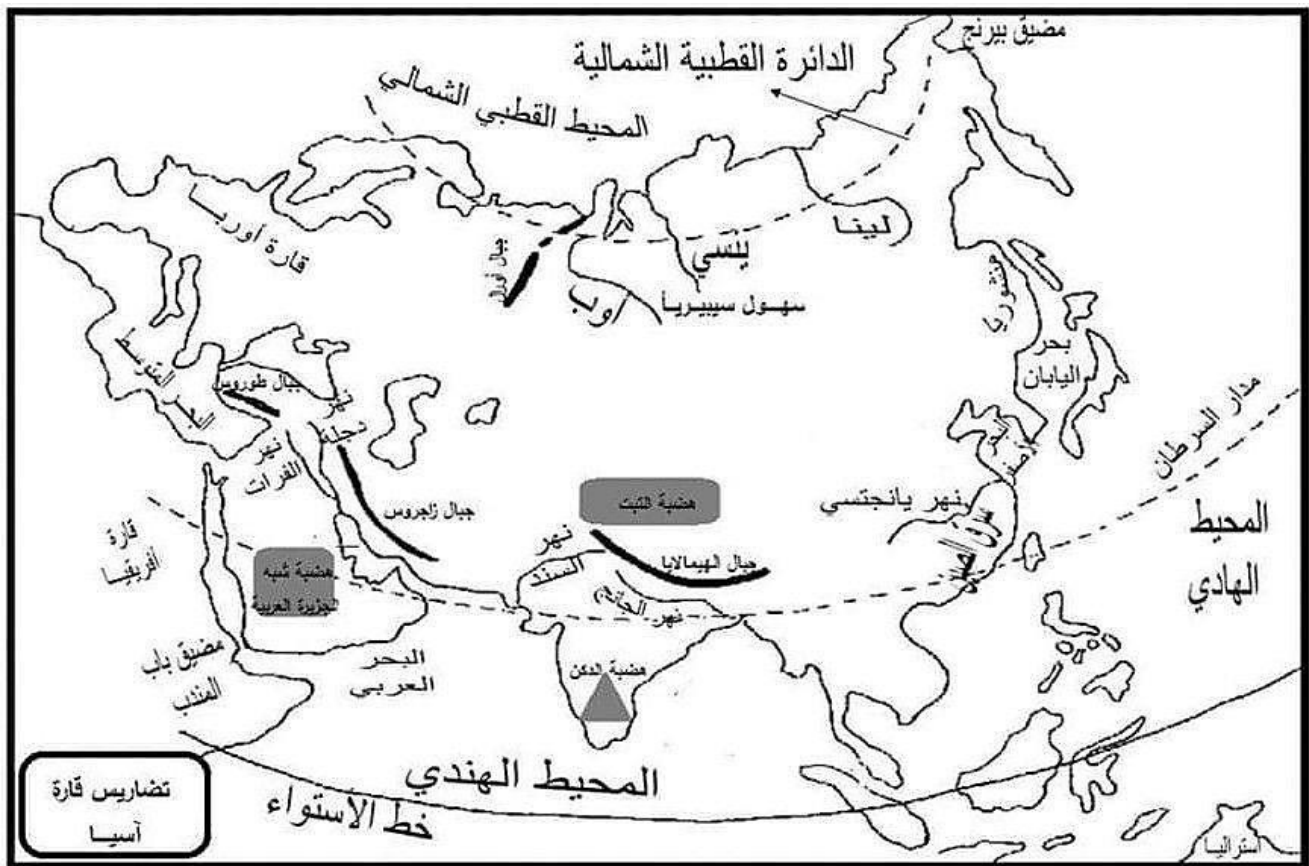 مضيق بيرنج
الدائرة القطبية الشمالية
المحيط القطبي الشمالي
قارة أوربا
جبال أورال
أوب
ينسي
لينا
سهول سيبيريا
منشوريا
بحر
اليابان
البحر المتوسط
جبال طوروس
نهر
دجلة
نهر
الفرات
جبال زاجروس
هضبة التبت
جبال الهيمالايا
نهر
السند
نهر الجانج
نهر يانجتسي
مدار السرطان
المحيط
الهادي
قارة
أفريقيا
هضبة شبه
الجزيرة العربية
مضيق باب
المندب
البحر
العربي
هضبة الدكن
المحيط الهندي
خط الأستواء
تضاريس قارة
آسيا
استراليا